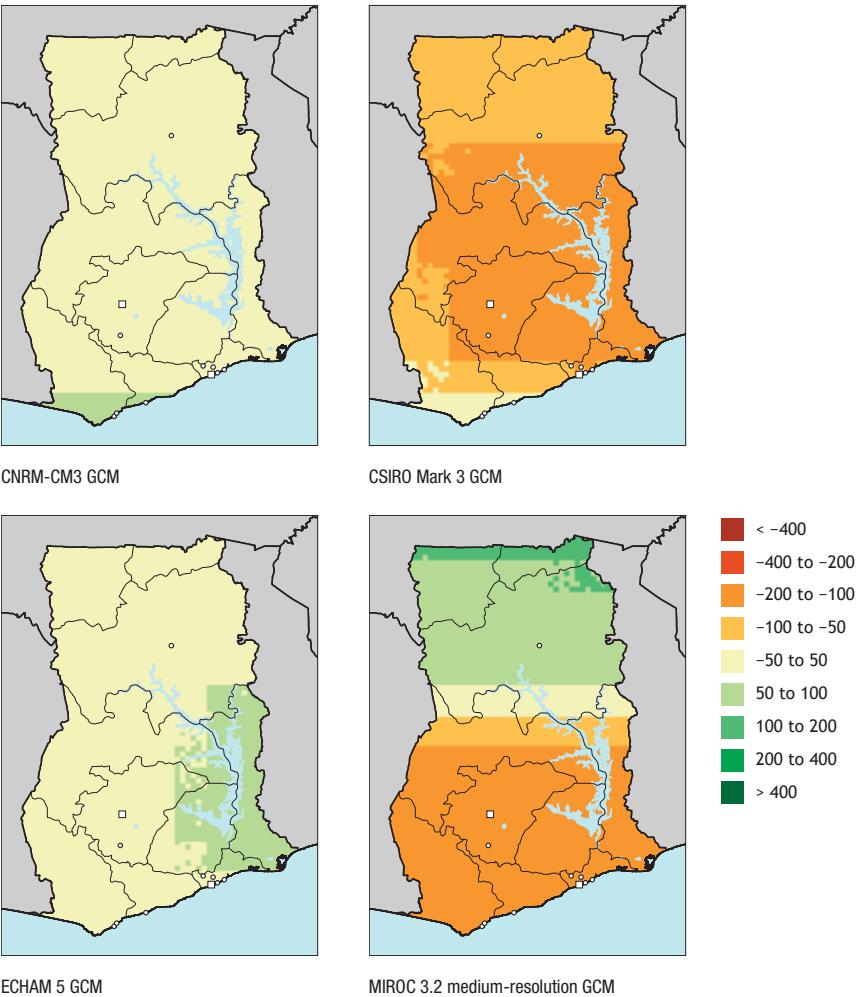 CNRM-CM3 GCM
CSIRO Mark 3 GCM
< −400
−400 to −200
−200 to −100
−100 to −50
−50 to 50
50 to 100
100 to 200
200 to 400
> 400
ECHAM 5 GCM
MIROC 3.2 medium-resolution GCM